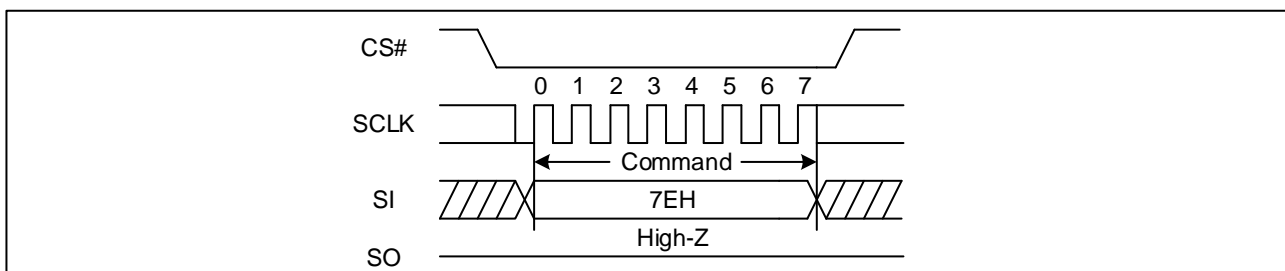 CS#
0 1 2 3 4 5 6 7
SCLK
Command
SI
7EH
High-Z
SO